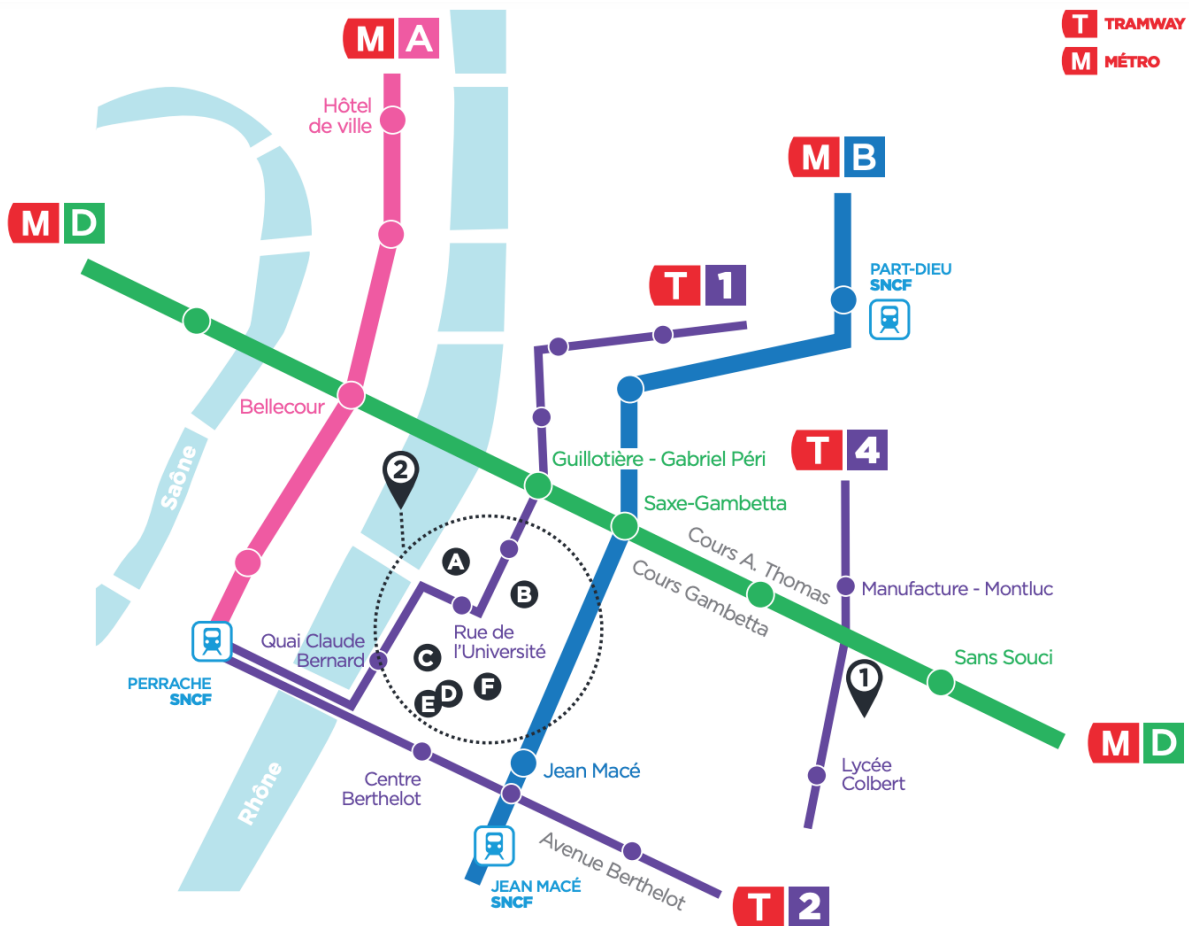 T TRAMWAY
M MÉTRO
M A
Hôtel
de ville
M B
M D
PART-DIEU
SNCF
T 1
Bellecour
T 4
Guillotière - Gabriel Péri
2
Saxe-Gambetta
Saône
Cours A. Thomas
Cours Gambetta
A
B
Manufacture - Montluc
Quai Claude
Bernard
Rue de
l'Université
C
D
E
F
Sans Souci
1
PERRACHE
SNCF
M D
Rhône
Centre
Berthelot
Jean Macé
Lycée
Colbert
Avenue Berthelot
JEAN MACÉ
SNCF
T 2